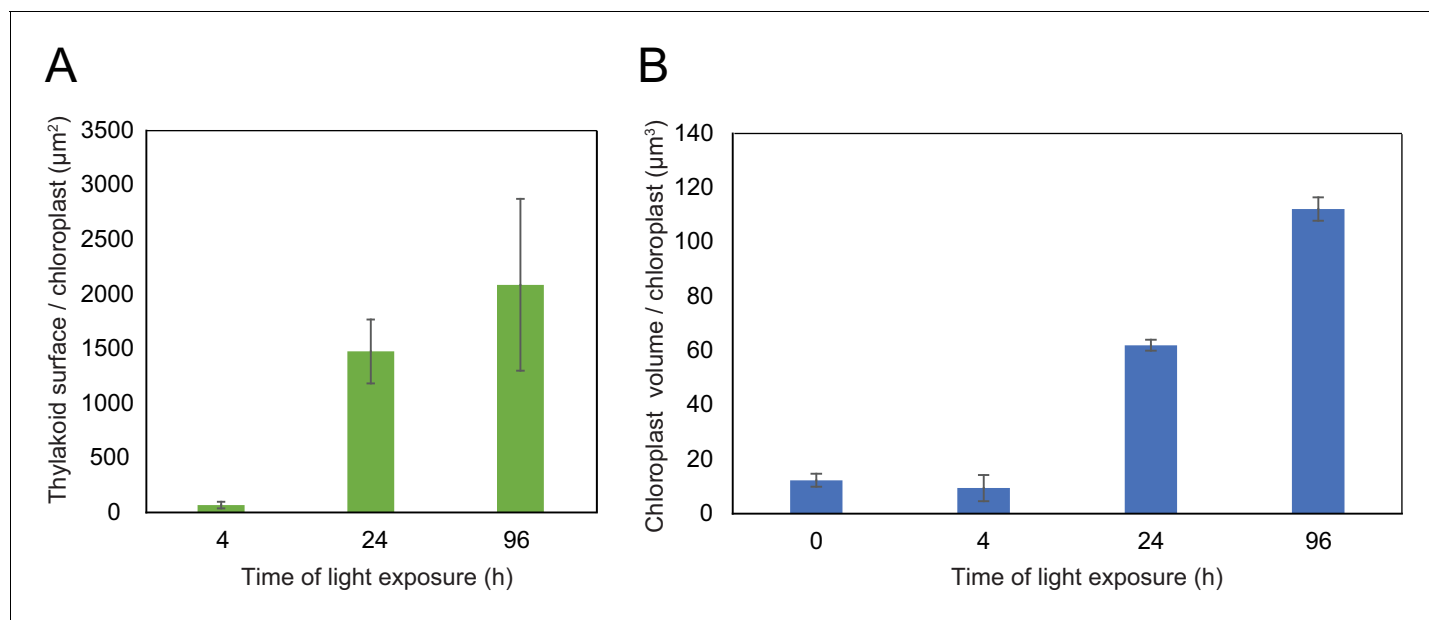 A
Thylakoid surface / chloroplast (µm²)
3500
3000
2500
2000
1500
1000
500
0
4 24 96
Time of light exposure (h)
B
Chloroplast volume / chloroplast (µm³)
140
120
100
80
60
40
20
0
0 4 24 96
Time of light exposure (h)